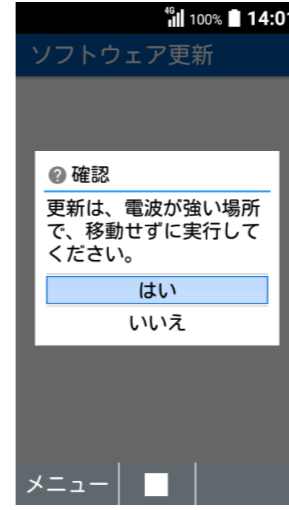 4G 100% 14:01
ソフトウェア更新
確認
更新は、電波が強い場所
で、移動せずに実行して
ください。
はい
いいえ
メニュー